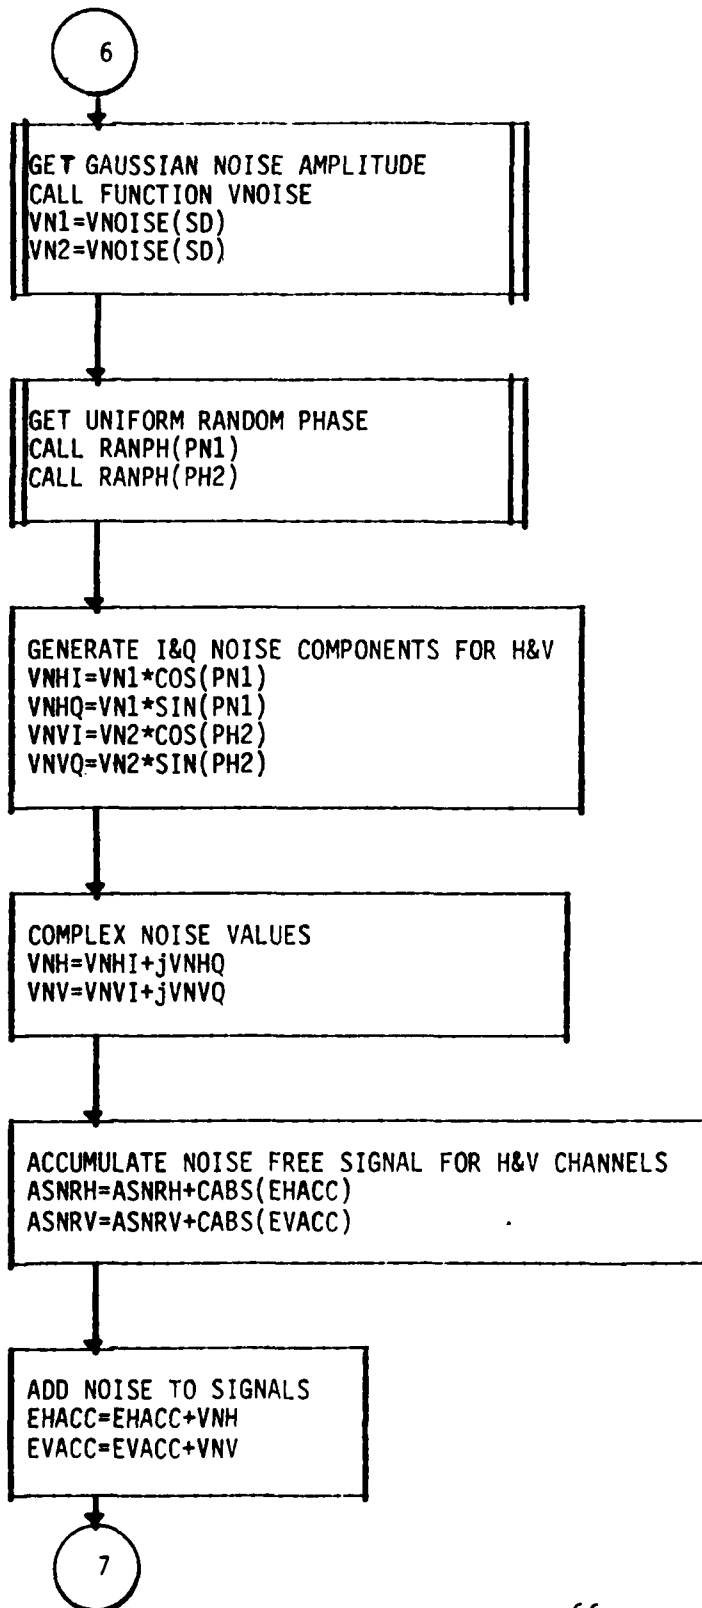 6
GET GAUSSIAN NOISE AMPLITUDE
CALL FUNCTION VNOISE
VN1=VNOISE(SD)
VN2=VNOISE(SD)
GET UNIFORM RANDOM PHASE
CALL RANPH(PN1)
CALL RANPH(PH2)
GENERATE I&Q NOISE COMPONENTS FOR H&V
VNHI=VN1*COS(PN1)
VNHQ=VN1*SIN(PN1)
VNVI=VN2*COS(PH2)
VNVQ=VN2*SIN(PH2)
COMPLEX NOISE VALUES
VNH=VNHI+jVNHQ
VNV=VNVI+jVNVQ
ACCUMULATE NOISE FREE SIGNAL FOR H&V CHANNELS
ASNRH=ASNRH+CABS(EHACC)
ASNRV=ASNRV+CABS(EVACC)
ADD NOISE TO SIGNALS
EHACC=EHACC+VNH
EVACC=EVACC+VNV
7